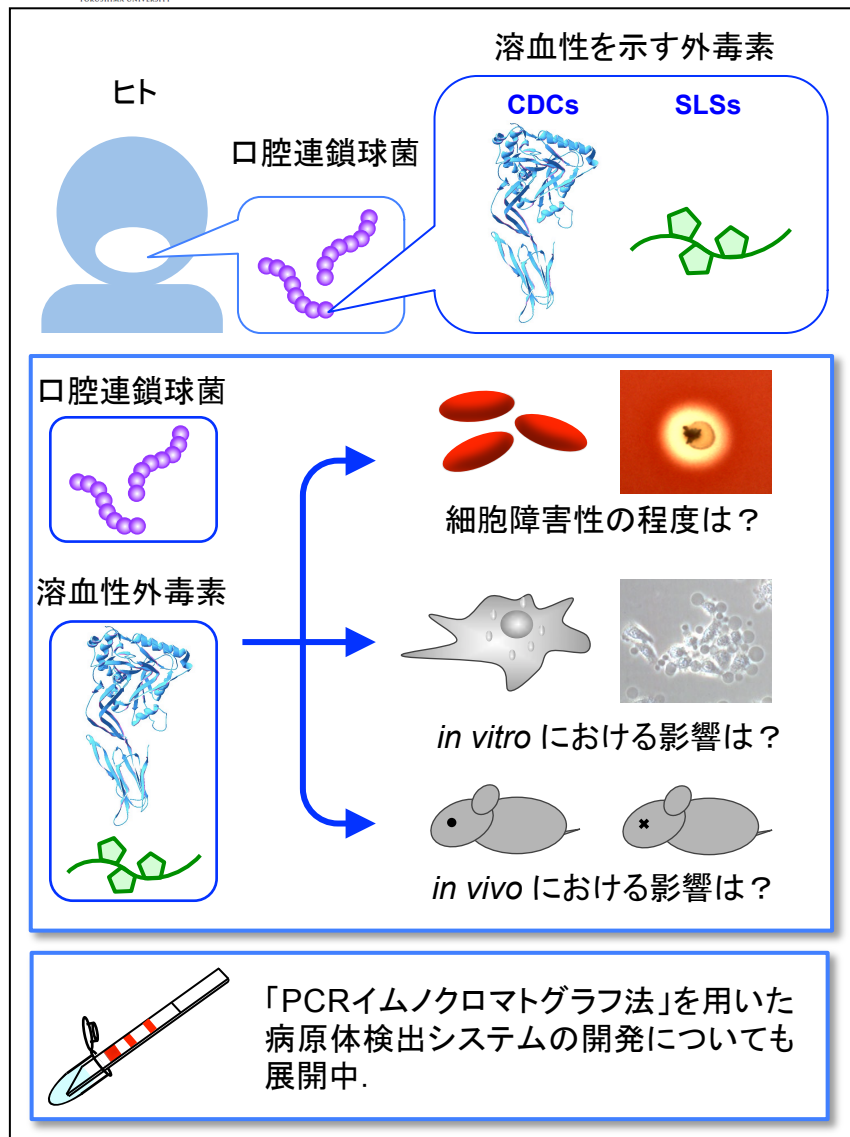 TOKUSHIMA UNIVERSITY
溶血性を示す外毒素
ヒト
CDCs
SLSs
口腔連鎖球菌
口腔連鎖球菌
細胞障害性の程度は？
溶血性外毒素
in vitro における影響は？
in vivo における影響は？
「PCRイムノクロマトグラフ法」を用いた
病原体検出システムの開発についても
展開中.